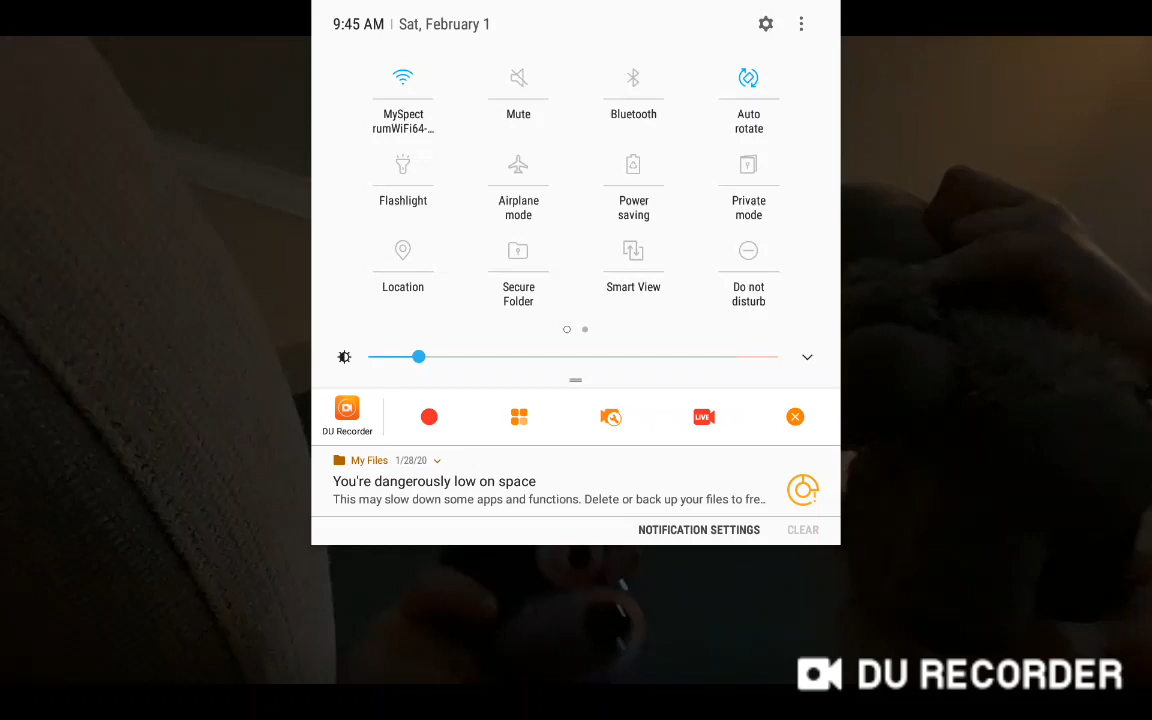 9:45 AM | Sat, February 1
MySpect
rumWiFi64-...
Mute
Bluetooth
Auto
rotate
Flashlight
Airplane
mode
Power
saving
Private
mode
Location
Secure
Folder
Smart View
Do not
disturb
DU Recorder
LIVE
My Files 1/28/20
You're dangerously low on space
This may slow down some apps and functions. Delete or back up your files to fre..
NOTIFICATION SETTINGS CLEAR
DU RECORDER